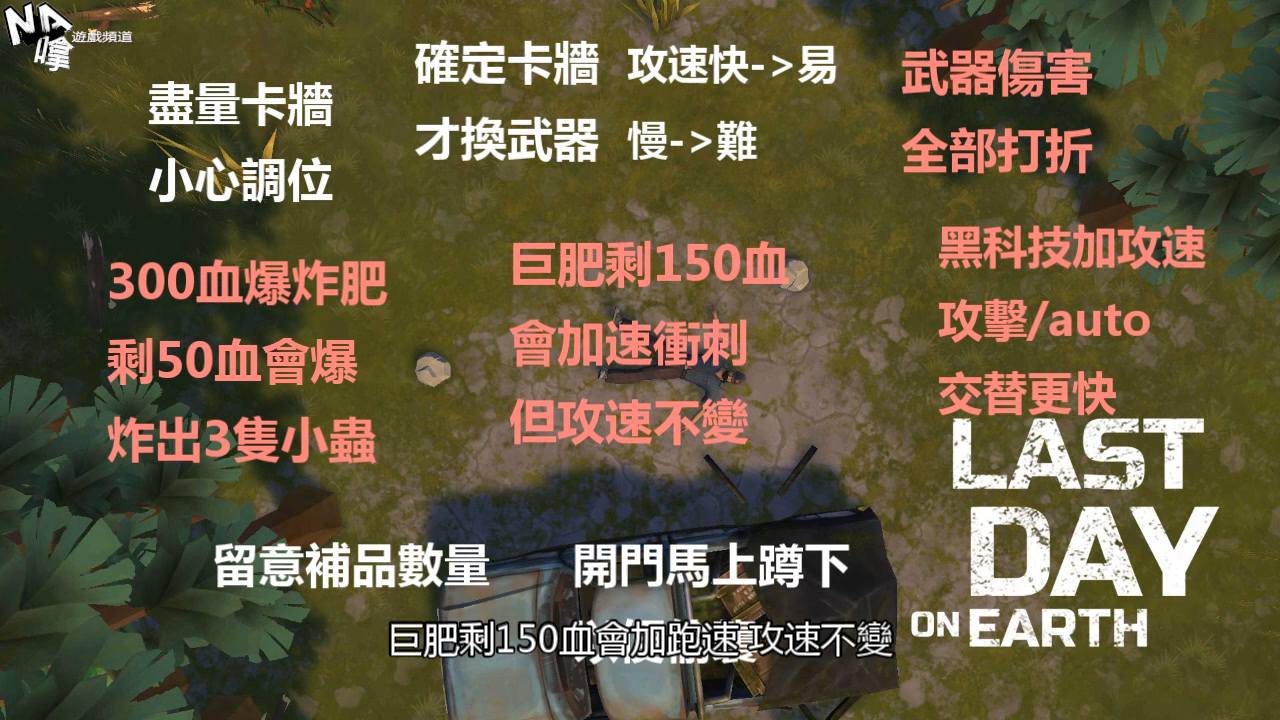 NA
嗱
遊戲頻道
盡量卡牆
小心調位
確定卡牆 攻速快->易
才換武器 慢->難
武器傷害
全部打折
300血爆炸肥
剩50血會爆
炸出3隻小蟲
巨肥剩150血
會加速衝刺
但攻速不變
黑科技加攻速
攻擊/auto
交替更快
LAST
DAY
ON EARTH
留意補品數量
開門馬上蹲下
巨肥剩150血會加跑速 攻速不變